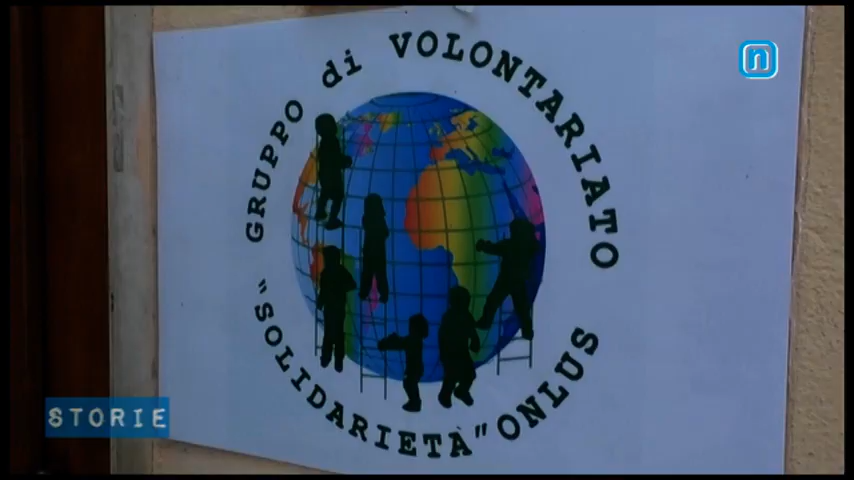 GRUPPO di VOLONTARIATO
"SOLIDARIETÀ" ONLUS
n
STORIE